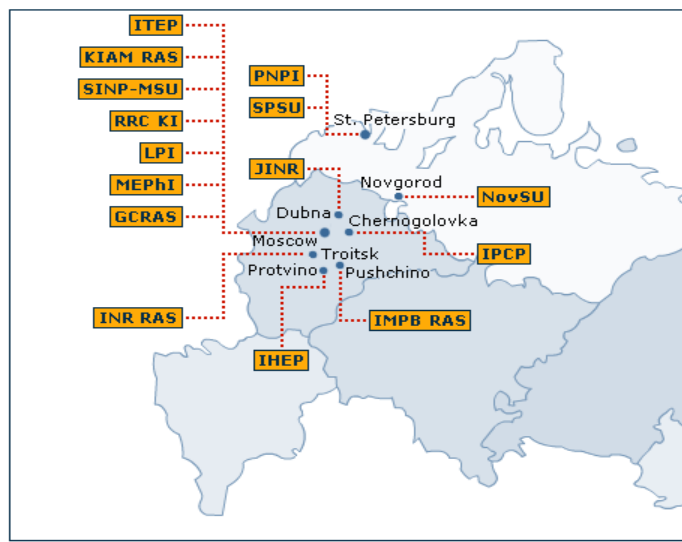 ITEP
KIAM RAS
SINP-MSU
RRC KI
LPI
MEPhI
GCRAS
PNPI
SPSU
St. Petersburg
JINR
Novgorod
NovSU
Dubna
Chernogolovka
Moscow
IPCP
Troitsk
Protvino
Pushchino
INR RAS
IMPB RAS
IHEP